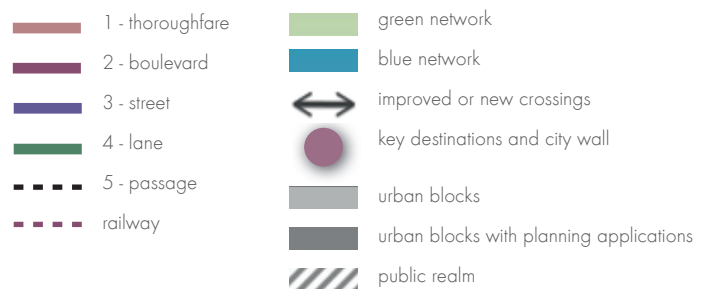 1 - thoroughfare
2 - boulevard
3 - street
4 - lane
5 - passage
railway
green network
blue network
improved or new crossings
key destinations and city wall
urban blocks
urban blocks with planning applications
public realm